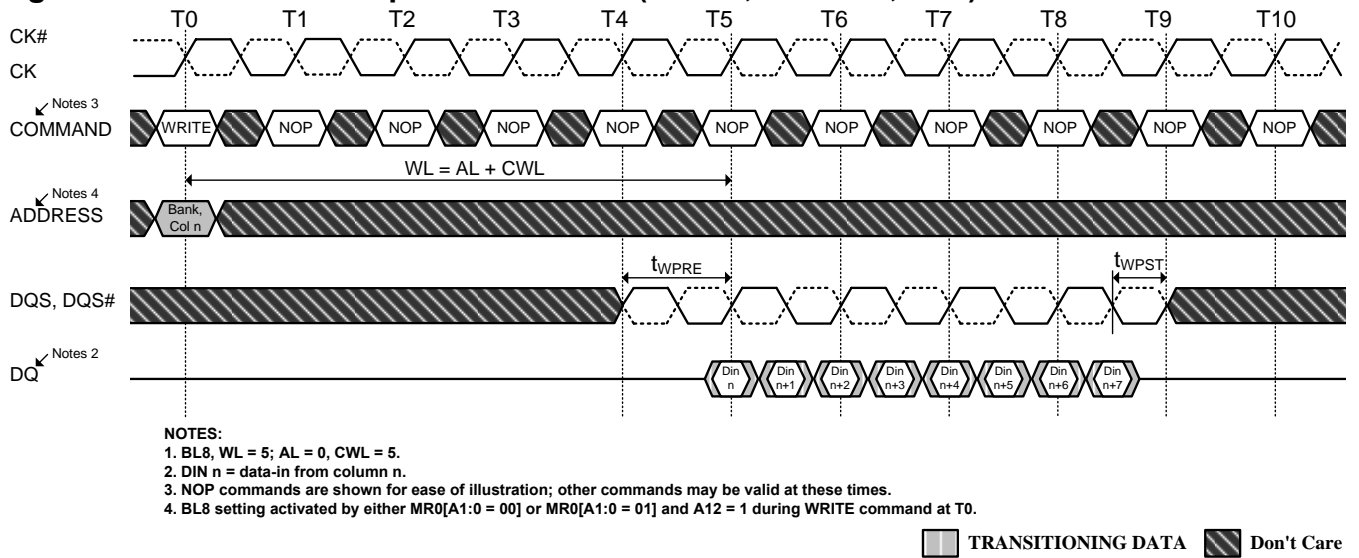 T0 T1 T2 T3 T4 T5 T6 T7 T8 T9 T10
CK#
CK
Notes 3
COMMAND
WRITE NOP NOP NOP NOP NOP NOP NOP NOP NOP NOP
WL = AL + CWL
Notes 4
ADDRESS
Bank,
Col n
tWPRE
tWPST
DQS, DQS#
Notes 2
DQ
Din Din Din Din Din Din Din Din
n n+1 n+2 n+3 n+4 n+5 n+6 n+7
NOTES:
1. BL8, WL = 5; AL = 0, CWL = 5.
2. DIN n = data-in from column n.
3. NOP commands are shown for ease of illustration; other commands may be valid at these times.
4. BL8 setting activated by either MR0[A1:0 = 00] or MR0[A1:0 = 01] and A12 = 1 during WRITE command at T0.
TRANSITIONING DATA Don't Care